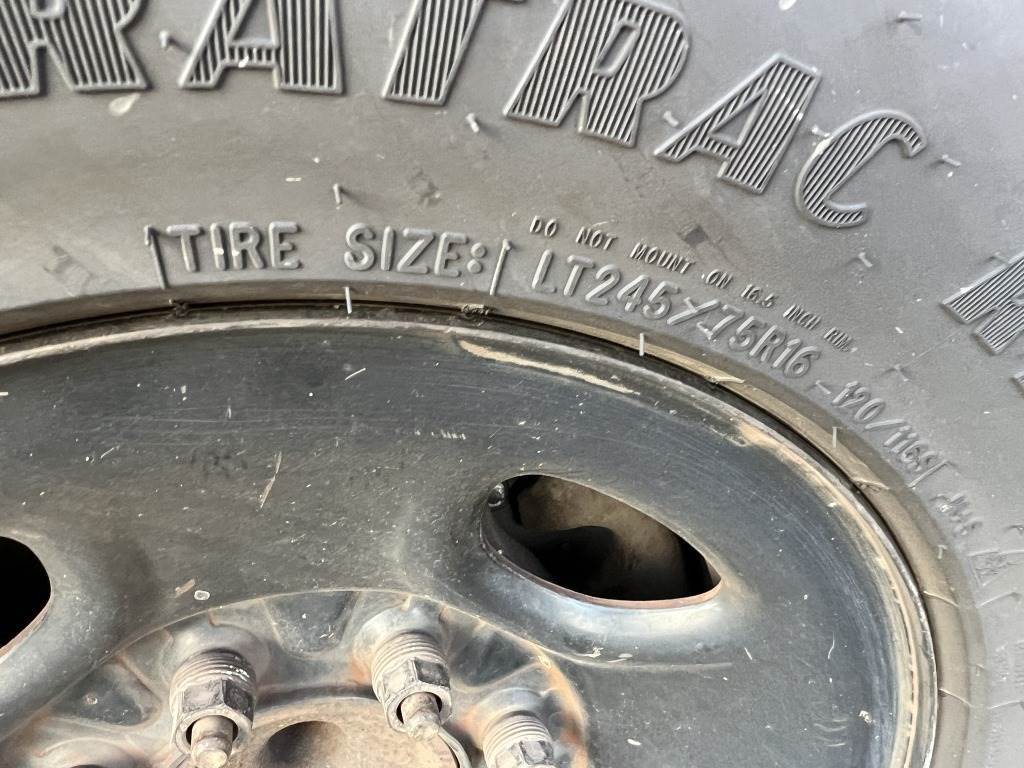 RATRAC
TIRE SIZE:
DO NOT MOUNT ON 16.5 INCH RIM
LT245/75R16
120/116S